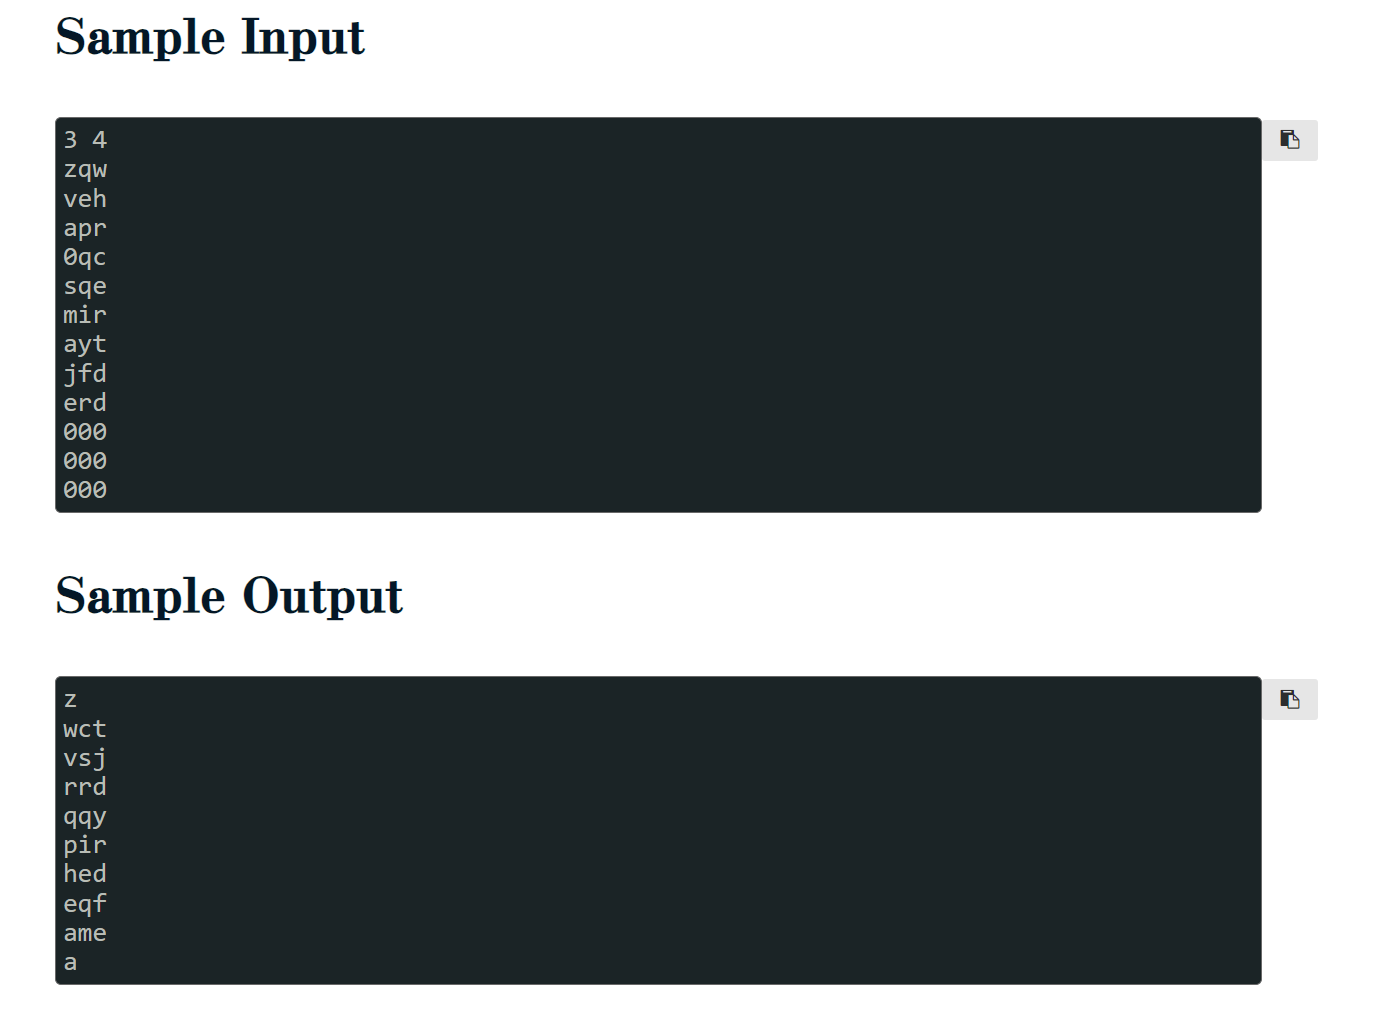 Sample Input
3 4
zqw
veh
apr
0qc
sqe
mir
ayt
jfd
erd
000
000
000
Sample Output
z
wct
vsj
rrd
qqy
pir
hed
eqf
ame
a